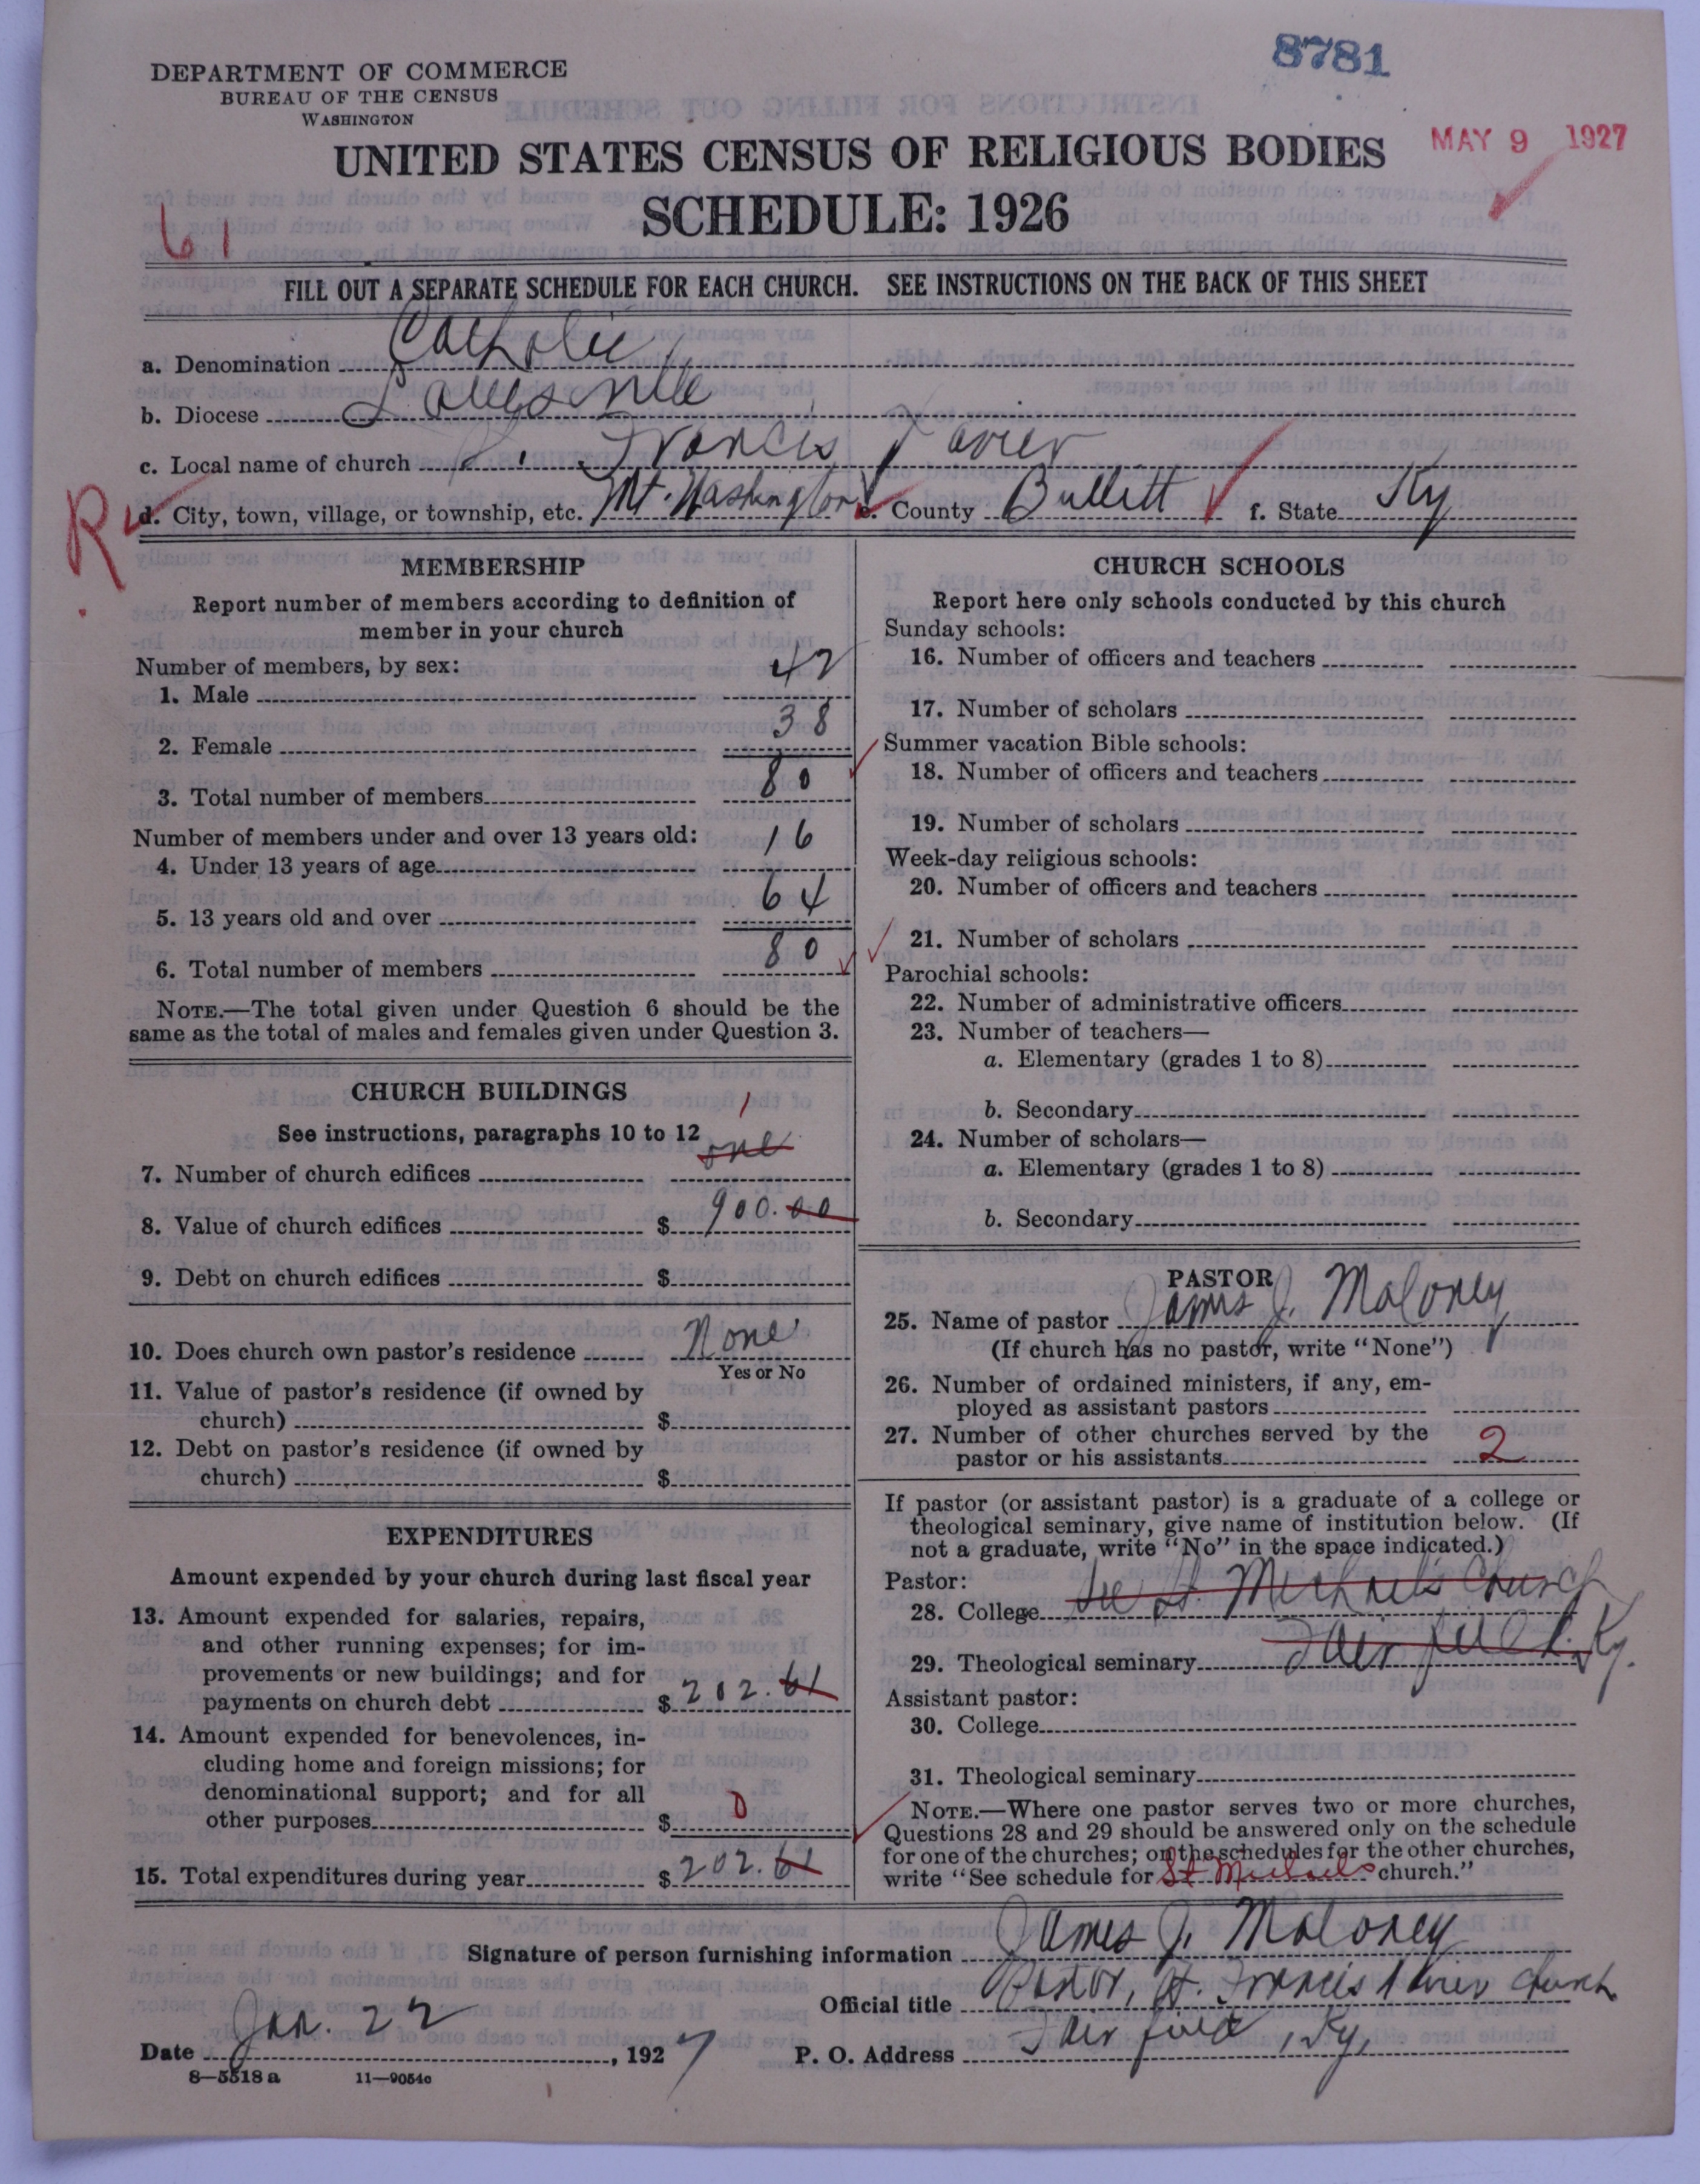 8781
DEPARTMENT OF COMMERCE
BUREAU OF THE CENSUS
WASHINGTON
UNITED STATES CENSUS OF RELIGIOUS BODIES
MAY 9 1927
SCHEDULE: 1926
61
FILL OUT A SEPARATE SCHEDULE FOR EACH CHURCH. SEE INSTRUCTIONS ON THE BACK OF THIS SHEET
a. Denomination Catholic
b. Diocese Louisville
c. Local name of church St. Francis Xavier
R
d. City, town, village, or township, etc. Mt. Washington e. County Bullitt f. State Ky
MEMBERSHIP
Report number of members according to definition of
member in your church
Number of members, by sex:
1. Male 42
2. Female 38
3. Total number of members 80
Number of members under and over 13 years old:
4. Under 13 years of age 16
5. 13 years old and over 64
6. Total number of members 80
NOTE.—The total given under Question 6 should be the
same as the total of males and females given under Question 3.
CHURCH BUILDINGS
See instructions, paragraphs 10 to 12
1
7. Number of church edifices one
8. Value of church edifices $ 900.00
9. Debt on church edifices $
10. Does church own pastor's residence None
Yes or No
11. Value of pastor's residence (if owned by
church) $
12. Debt on pastor's residence (if owned by
church) $
EXPENDITURES
Amount expended by your church during last fiscal year
13. Amount expended for salaries, repairs,
and other running expenses; for im-
provements or new buildings; and for
payments on church debt $ 202.61
14. Amount expended for benevolences, in-
cluding home and foreign missions; for
denominational support; and for all
other purposes $ 0
15. Total expenditures during year $ 202.61
CHURCH SCHOOLS
Report here only schools conducted by this church
Sunday schools:
16. Number of officers and teachers
17. Number of scholars
Summer vacation Bible schools:
18. Number of officers and teachers
19. Number of scholars
Week-day religious schools:
20. Number of officers and teachers
21. Number of scholars
Parochial schools:
22. Number of administrative officers
23. Number of teachers—
a. Elementary (grades 1 to 8)
b. Secondary
24. Number of scholars—
a. Elementary (grades 1 to 8)
b. Secondary
PASTOR
25. Name of pastor James J. Maloney
(If church has no pastor, write "None")
26. Number of ordained ministers, if any, em-
ployed as assistant pastors
27. Number of other churches served by the
pastor or his assistants 2
If pastor (or assistant pastor) is a graduate of a college or
theological seminary, give name of institution below. (If
not a graduate, write "No" in the space indicated.)
Pastor:
28. College See St. Michael's Church
29. Theological seminary Fairfield, Ky.
Assistant pastor:
30. College
31. Theological seminary
NOTE.—Where one pastor serves two or more churches,
Questions 28 and 29 should be answered only on the schedule
for one of the churches; on the schedules for the other churches,
write "See schedule for St Michaels church."
Signature of person furnishing information James J. Maloney
Official title Pastor, St. Francis Xavier church
Date Jan. 22, 1927 P. O. Address Fairfield, Ky,
8—5518 a 11—9054c